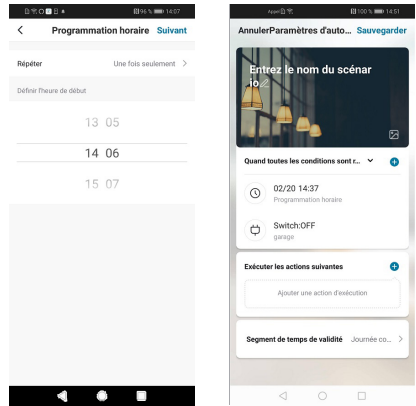 96 % 14:07
Programmation horaire Suivant
Répéter Une fois seulement
Définir l'heure de début
13 05
14 06
15 07
Appel 100 % 14:51
Annuler Paramètres d'auto... Sauvegarder
Entrez le nom du scénar
io
Quand toutes les conditions sont r...
02/20 14:37
Programmation horaire
Switch:OFF
garage
Exécuter les actions suivantes
Ajouter une action d'exécution
Segment de temps de validité Journée co...